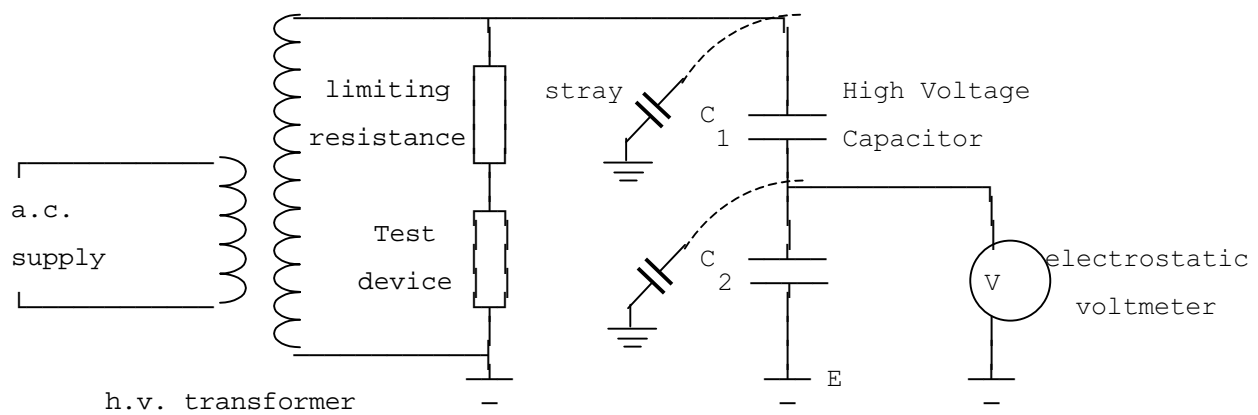 limiting
resistance
stray
C
1
High Voltage
Capacitor
a.c.
supply
Test
device
C
2
V
electrostatic
voltmeter
E
h.v. transformer